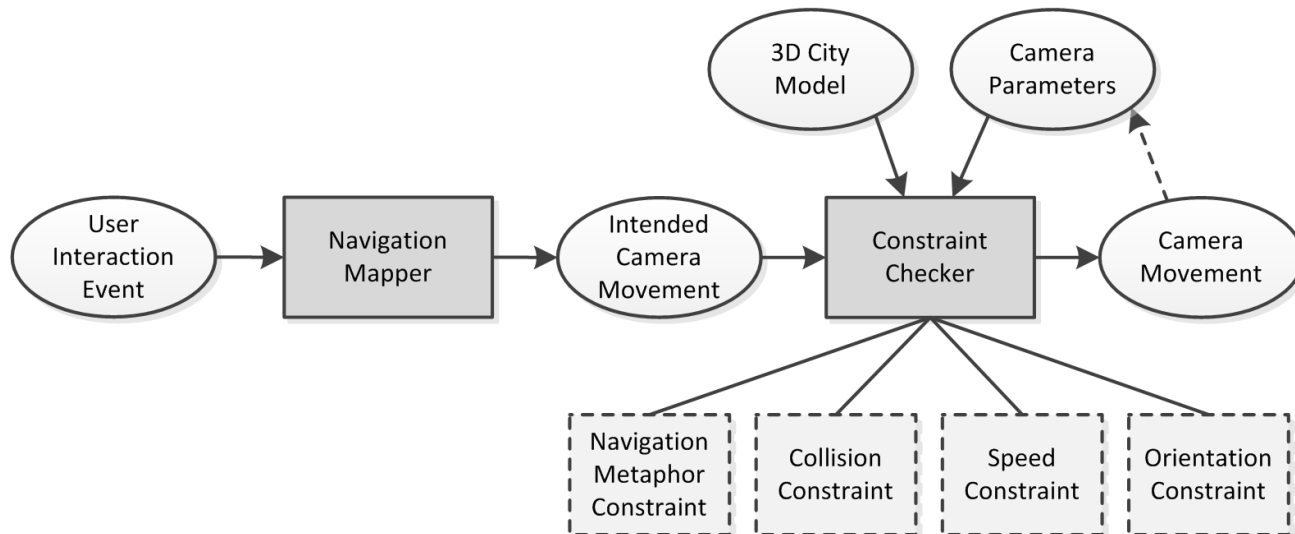 3D City
Model
Camera
Parameters
User
Interaction
Event
Navigation
Mapper
Intended
Camera
Movement
Constraint
Checker
Camera
Movement
Navigation
Metaphor
Constraint
Collision
Constraint
Speed
Constraint
Orientation
Constraint